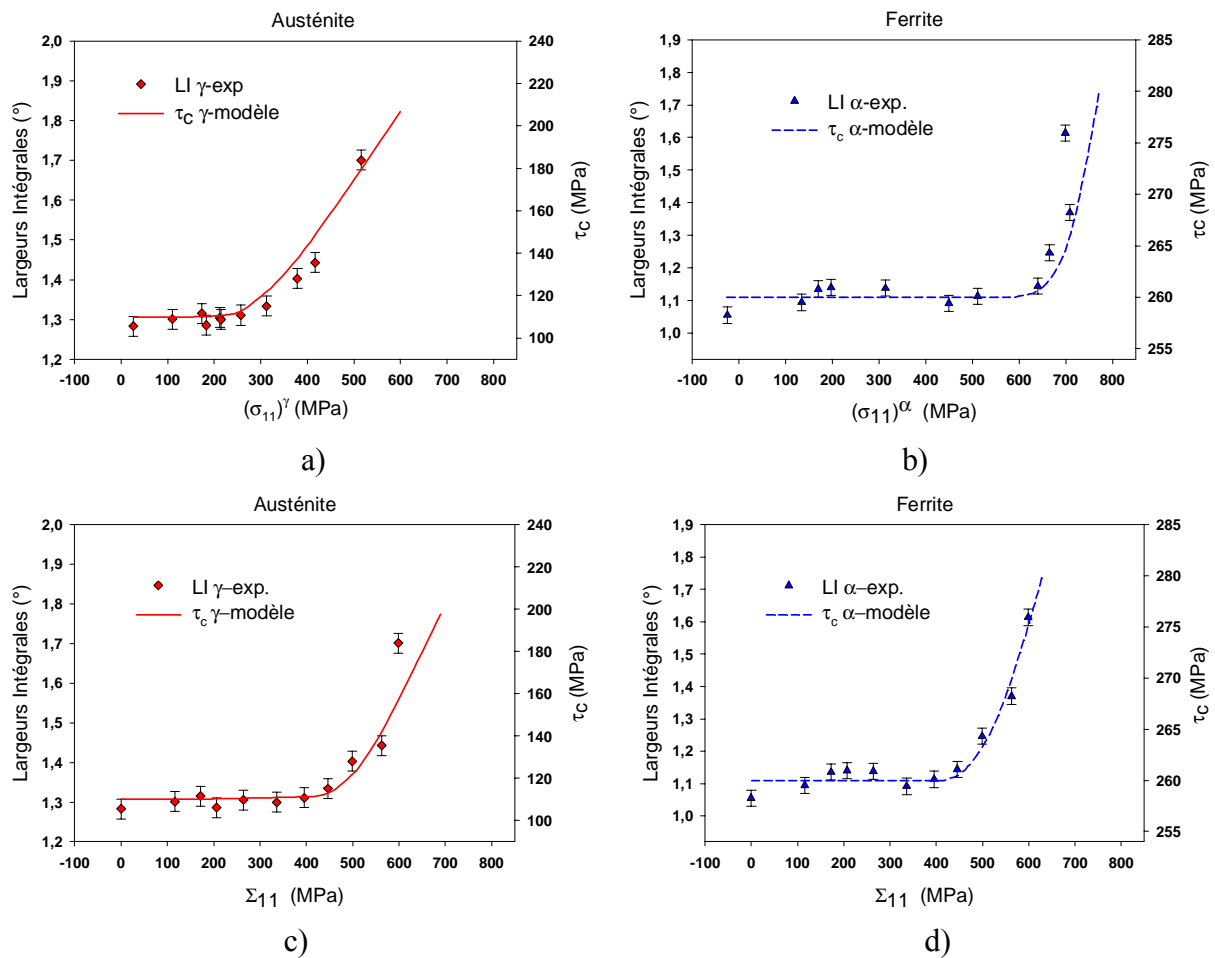 Austénite
2,0
1,9
1,8
1,7
1,6
1,5
1,4
1,3
1,2
Largeurs Intégrales (°)
LI γ-exp
τC γ-modèle
240
220
200
180
160
140
120
100
τC (MPa)
-100 0 100 200 300 400 500 600 700 800
(σ11)γ (MPa)
a)
Ferrite
1,9
1,8
1,7
1,6
1,5
1,4
1,3
1,2
1,1
1,0
Largeurs Intégrales (°)
LI α-exp.
τc α-modèle
285
280
275
270
265
260
254
τC (MPa)
-100 0 100 200 300 400 500 600 700 800
(σ11)α (MPa)
b)
Austénite
2,0
1,9
1,8
1,7
1,6
1,5
1,4
1,3
1,2
Largeurs Intégrales (°)
LI γ–exp.
τc γ–modèle
240
220
200
180
160
140
120
100
τC (MPa)
-100 0 100 200 300 400 500 600 700 800
Σ11 (MPa)
c)
Ferrite
1,9
1,8
1,7
1,6
1,5
1,4
1,3
1,2
1,1
1,0
Largeurs Intégrales (°)
LI α–exp.
τc α–modèle
285
280
275
270
265
260
254
τC (MPa)
-100 0 100 200 300 400 500 600 700 800
Σ11 (MPa)
d)